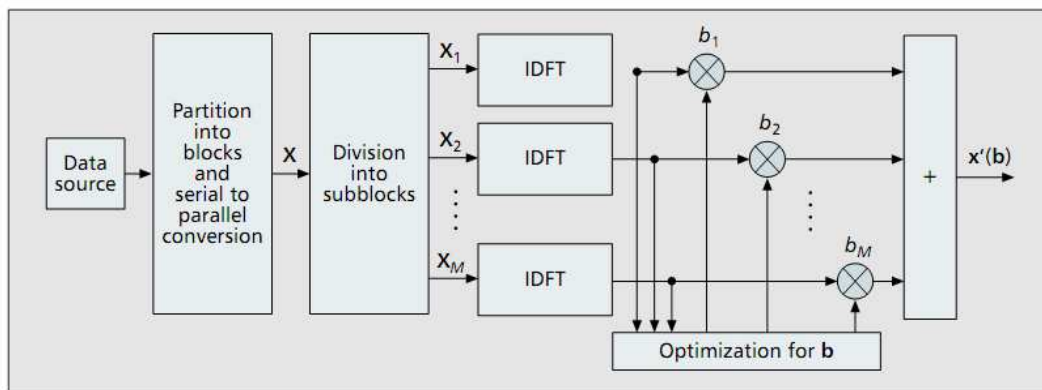 Data
source
Partition
into
blocks
and
serial to
parallel
conversion
X
Division
into
subblocks
X1
IDFT
b1
X2
IDFT
b2
XM
IDFT
bM
+
x'(b)
Optimization for b